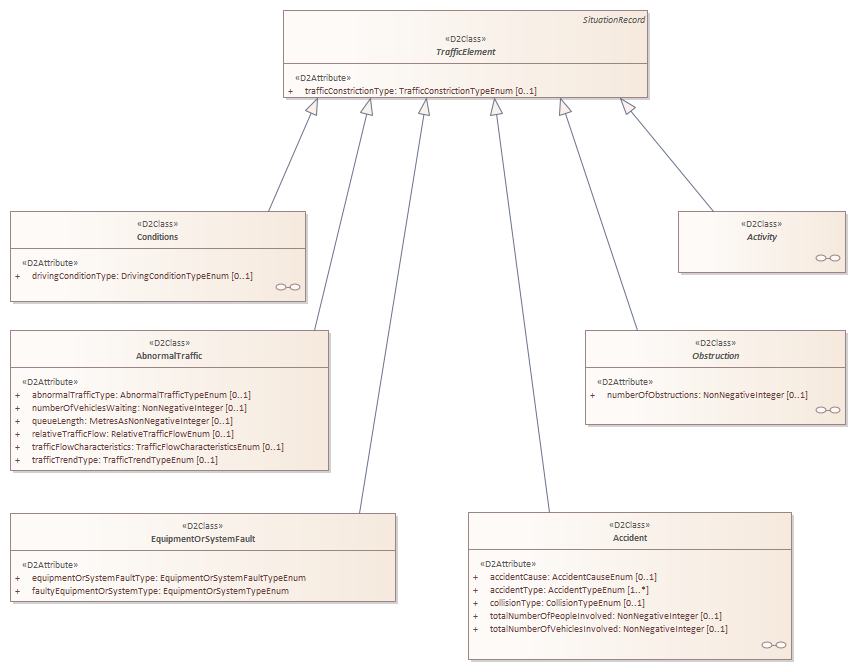 SituationRecord
«D2Class»
TrafficElement
«D2Attribute»
+ trafficConstrictionType: TrafficConstrictionTypeEnum [0..1]
«D2Class»
Conditions
«D2Attribute»
+ drivingConditionType: DrivingConditionTypeEnum [0..1]
«D2Class»
Activity
«D2Class»
AbnormalTraffic
«D2Attribute»
+ abnormalTrafficType: AbnormalTrafficTypeEnum [0..1]
+ numberOfVehiclesWaiting: NonNegativeInteger [0..1]
+ queueLength: MetresAsNonNegativeInteger [0..1]
+ relativeTrafficFlow: RelativeTrafficFlowEnum [0..1]
+ trafficFlowCharacteristics: TrafficFlowCharacteristicsEnum [0..1]
+ trafficTrendType: TrafficTrendTypeEnum [0..1]
«D2Class»
Obstruction
«D2Attribute»
+ numberOfObstructions: NonNegativeInteger [0..1]
«D2Class»
EquipmentOrSystemFault
«D2Attribute»
+ equipmentOrSystemFaultType: EquipmentOrSystemFaultTypeEnum
+ faultyEquipmentOrSystemType: EquipmentOrSystemTypeEnum
«D2Class»
Accident
«D2Attribute»
+ accidentCause: AccidentCauseEnum [0..1]
+ accidentType: AccidentTypeEnum [1..*]
+ collisionType: CollisionTypeEnum [0..1]
+ totalNumberOfPeopleInvolved: NonNegativeInteger [0..1]
+ totalNumberOfVehiclesInvolved: NonNegativeInteger [0..1]